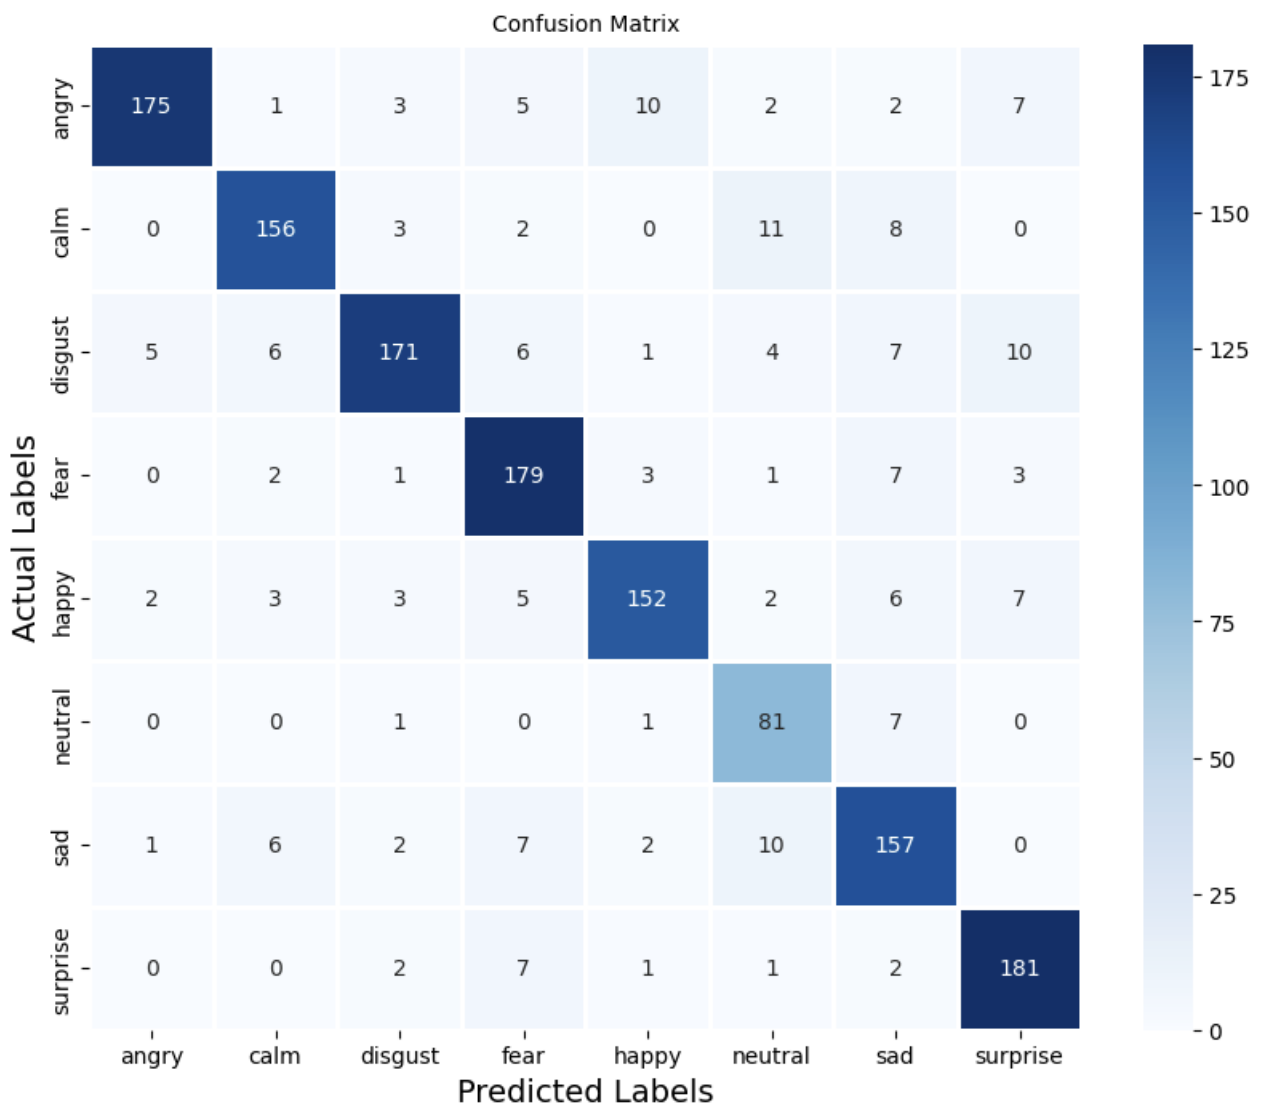 Confusion Matrix
angry 175 1 3 5 10 2 2 7
calm 0 156 3 2 0 11 8 0
disgust 5 6 171 6 1 4 7 10
fear 0 2 1 179 3 1 7 3
happy 2 3 3 5 152 2 6 7
neutral 0 0 1 0 1 81 7 0
sad 1 6 2 7 2 10 157 0
surprise 0 0 2 7 1 1 2 181
angry calm disgust fear happy neutral sad surprise
Predicted Labels
Actual Labels
175
150
125
100
75
50
25
0